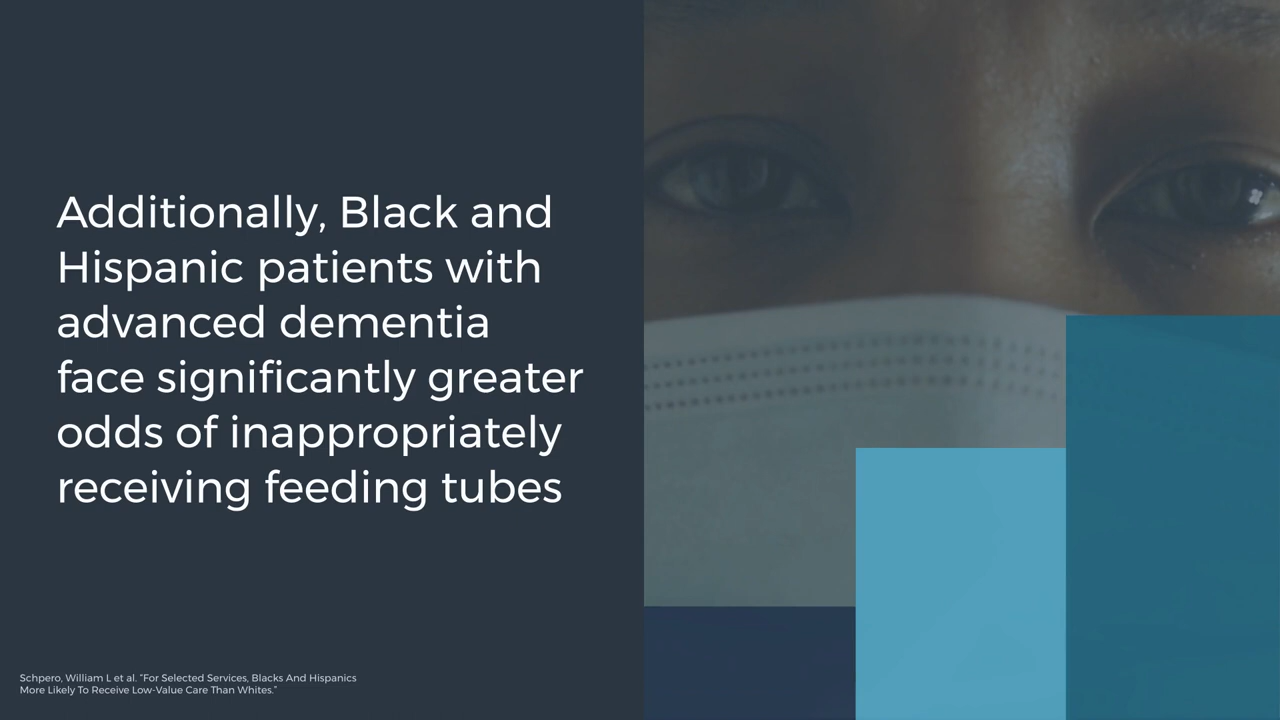 Additionally, Black and
Hispanic patients with
advanced dementia
face significantly greater
odds of inappropriately
receiving feeding tubes
Schpero, William L et al. “For Selected Services, Blacks And Hispanics
More Likely To Receive Low-Value Care Than Whites.”